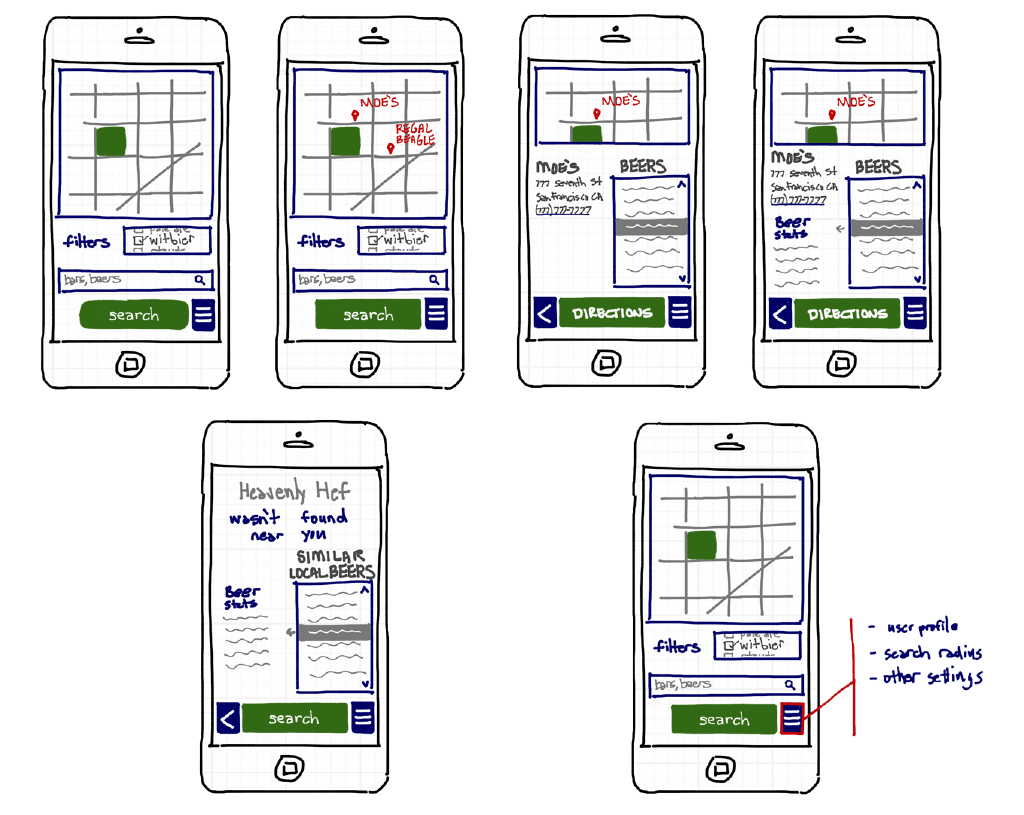 filters
pale ale
witbier
bars, beers
search
MOE'S
REGAL
BEAGLE
filters
pale ale
witbier
bars, beers
search
MOE'S
MOE'S
777 Seventh St
San Francisco CA
(777) 777-7777
BEERS
DIRECTIONS
MOE'S
MOE'S
777 Seventh St
San Francisco CA
(777) 777-7777
BEERS
Beer
stats
DIRECTIONS
Heavenly Hef
wasn't found
near you
SIMILAR
LOCAL BEERS
Beer
stats
search
filters
pale ale
witbier
bars, beers
search
- user profile
- search radius
- other settings